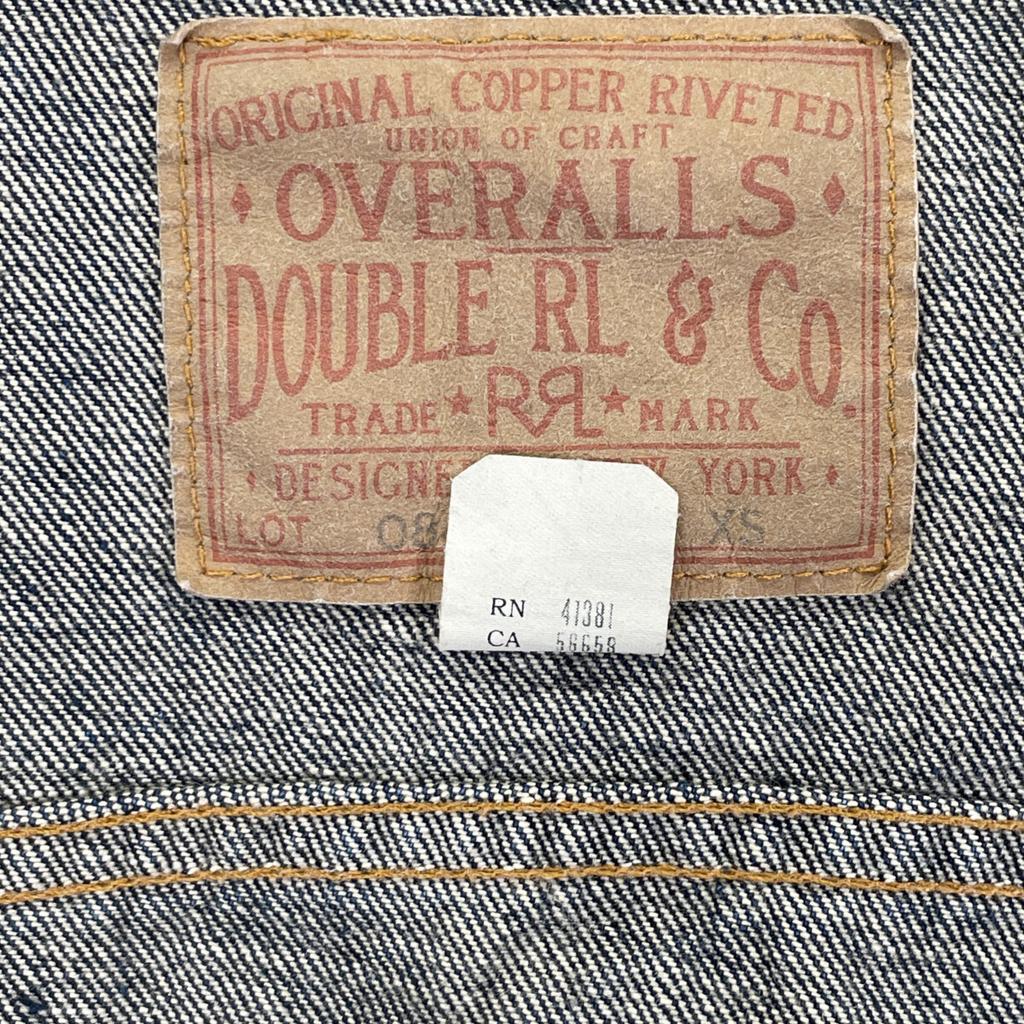 ORIGINAL COPPER RIVETED
UNION OF CRAFT
OVERALLS
DOUBLE RL & CO.
TRADE ★ RRL ★ MARK
YORK
LOT XS
RN 41381
CA 56658